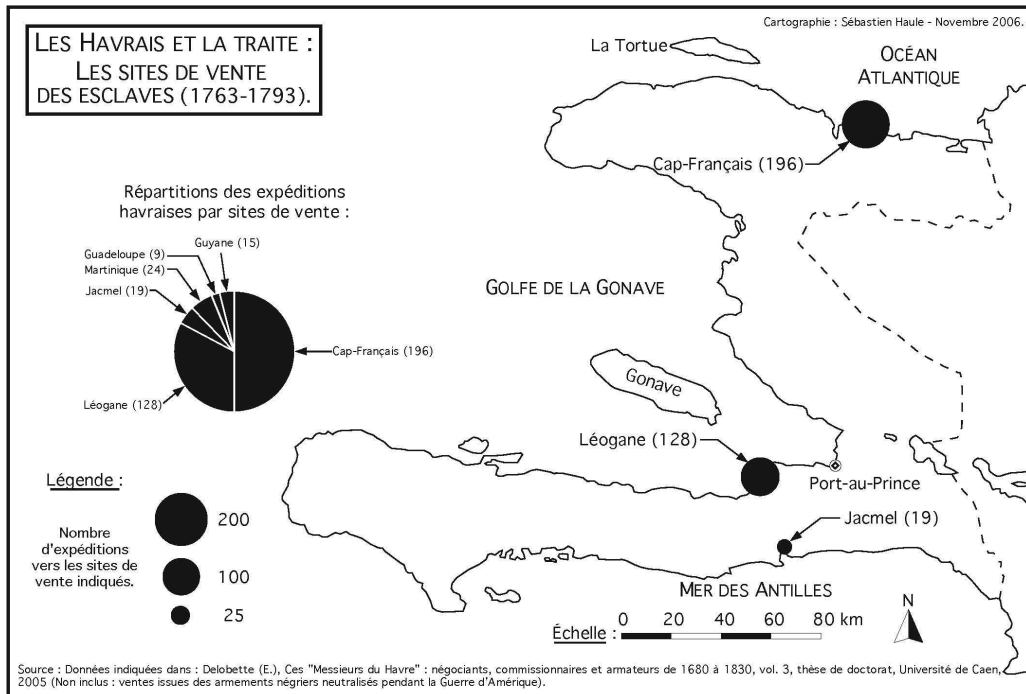 Cartographie : Sébastien Haule - Novembre 2006.
LES HAVRAIS ET LA TRAITE :
LES SITES DE VENTE
DES ESCLAVES (1763-1793).
La Tortue
OCÉAN
ATLANTIQUE
Cap-Français (196)
Répartitions des expéditions
havraises par sites de vente :
Guyane (15)
Guadeloupe (9)
Martinique (24)
Jacmel (19)
Cap-Français (196)
Léogane (128)
GOLFE DE LA GONAVE
Gonave
Léogane (128)
Port-au-Prince
Jacmel (19)
MER DES ANTILLES
Légende :
Nombre
d'expéditions
vers les sites de
vente indiqués.
200
100
25
Échelle :
0 20 40 60 80 km
N
Source : Données indiquées dans : Delobette (E.), Ces "Messieurs du Havre" : négociants, commissionnaires et armateurs de 1680 à 1830, vol. 3, thèse de doctorat, Université de Caen,
2005 (Non inclus : ventes issues des armements négriers neutralisés pendant la Guerre d'Amérique).